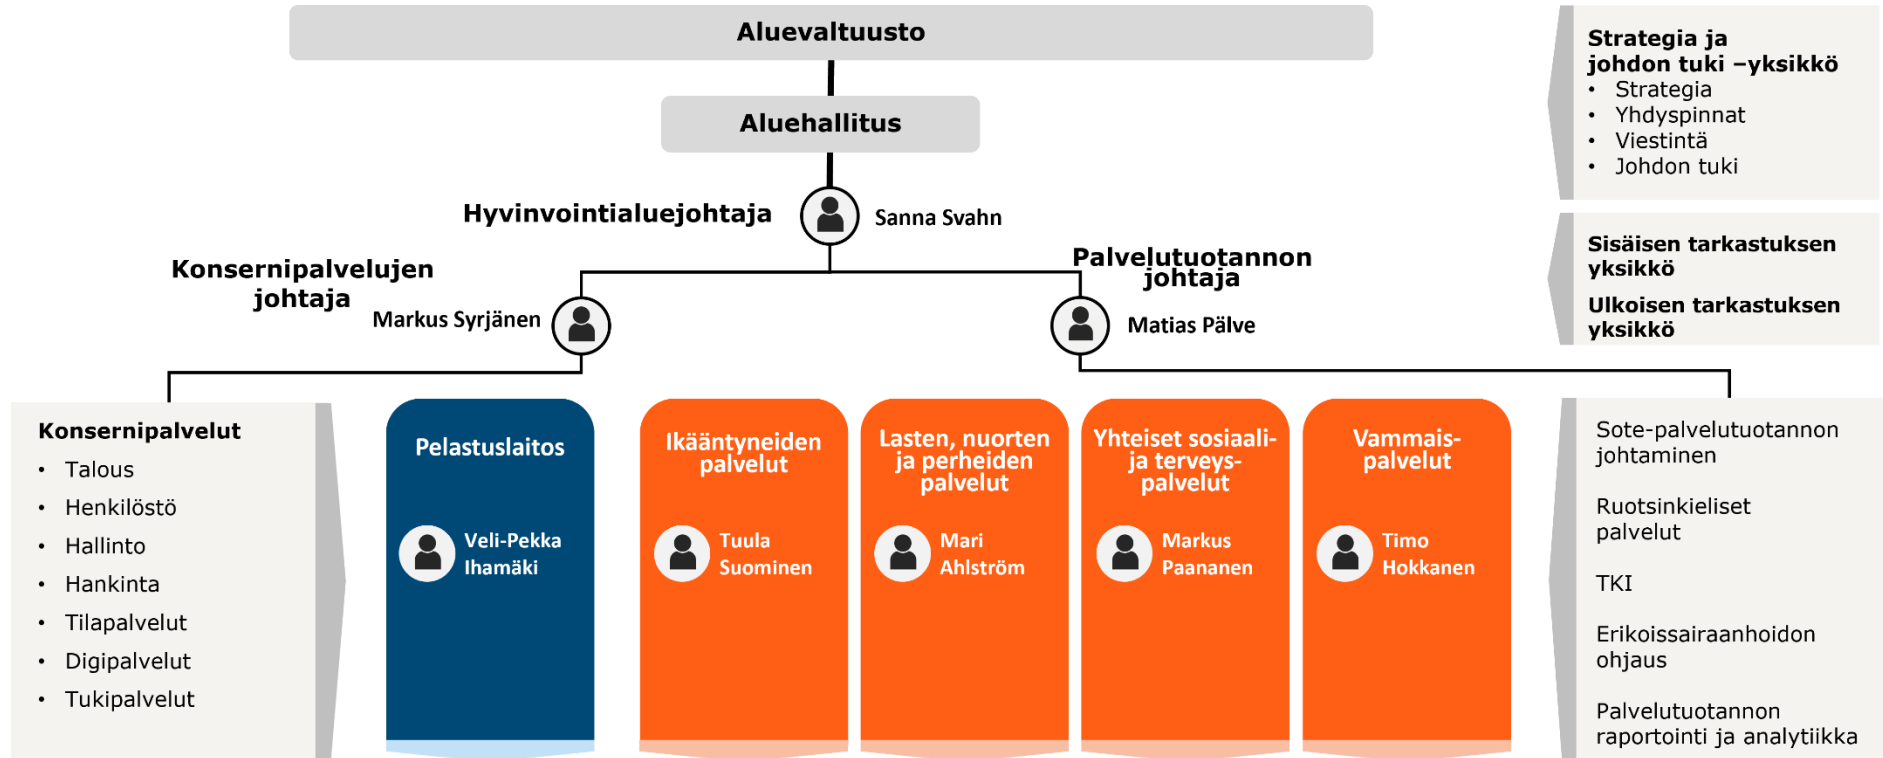 Aluevaltuusto
Aluehallitus
Hyvinvointialuejohtaja
Sanna Svahn
Konsernipalvelujen
johtaja
Markus Syrjänen
Palvelutuotannon
johtaja
Matias Pälve
Strategia ja
johdon tuki –yksikkö
• Strategia
• Yhdyspinnat
• Viestintä
• Johdon tuki
Sisäisen tarkastuksen
yksikkö
Ulkoisen tarkastuksen
yksikkö
Konsernipalvelut
• Talous
• Henkilöstö
• Hallinto
• Hankinta
• Tilapalvelut
• Digipalvelut
• Tukipalvelut
Pelastuslaitos
Veli-Pekka
Ihamäki
Ikääntyneiden
palvelut
Tuula
Suominen
Lasten, nuorten
ja perheiden
palvelut
Mari
Ahlström
Yhteiset sosiaali-
ja terveys-
palvelut
Markus
Paananen
Vammais-
palvelut
Timo
Hokkanen
Sote-palvelutuotannon
johtaminen
Ruotsinkieliset
palvelut
TKI
Erikoissairaanhoidon
ohjaus
Palvelutuotannon
raportointi ja analytiikka